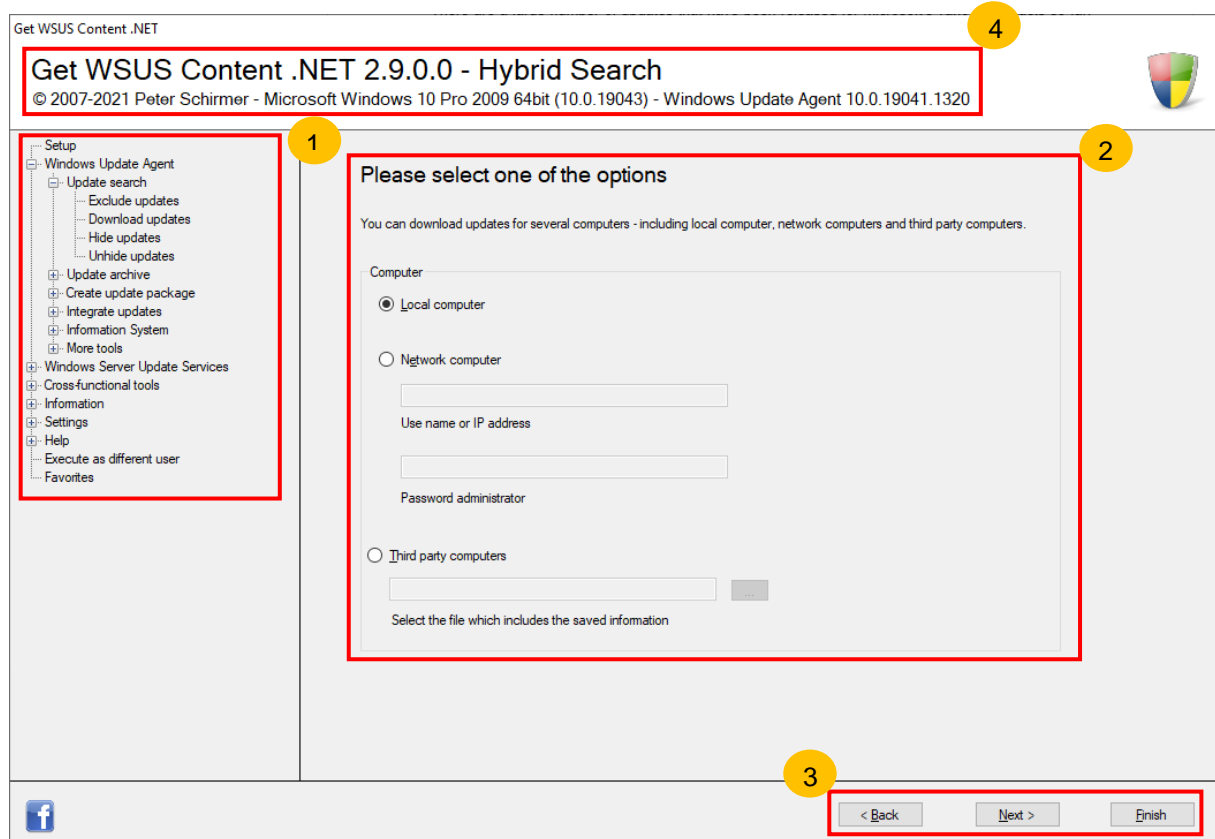 Get WSUS Content .NET
4
Get WSUS Content .NET 2.9.0.0 - Hybrid Search
© 2007-2021 Peter Schirmer - Microsoft Windows 10 Pro 2009 64bit (10.0.19043) - Windows Update Agent 10.0.19041.1320
1
Setup
Windows Update Agent
Update search
Exclude updates
Download updates
Hide updates
Unhide updates
Update archive
Create update package
Integrate updates
Information System
More tools
Windows Server Update Services
Cross-functional tools
Information
Settings
Help
Execute as different user
Favorites
2
Please select one of the options
You can download updates for several computers - including local computer, network computers and third party computers.
Computer
Local computer
Network computer
Use name or IP address
Password administrator
Third party computers
...
Select the file which includes the saved information
3
< Back
Next >
Finish
f